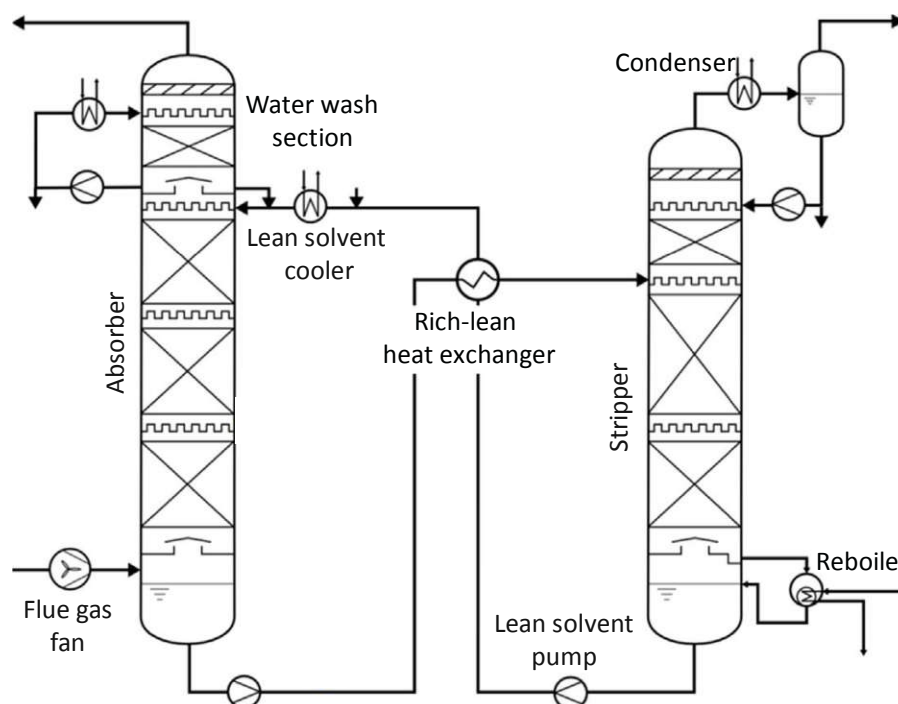 Condenser
Water wash
section
Lean solvent
cooler
Rich-lean
heat exchanger
Absorber
Stripper
Reboile
Flue gas
fan
Lean solvent
pump